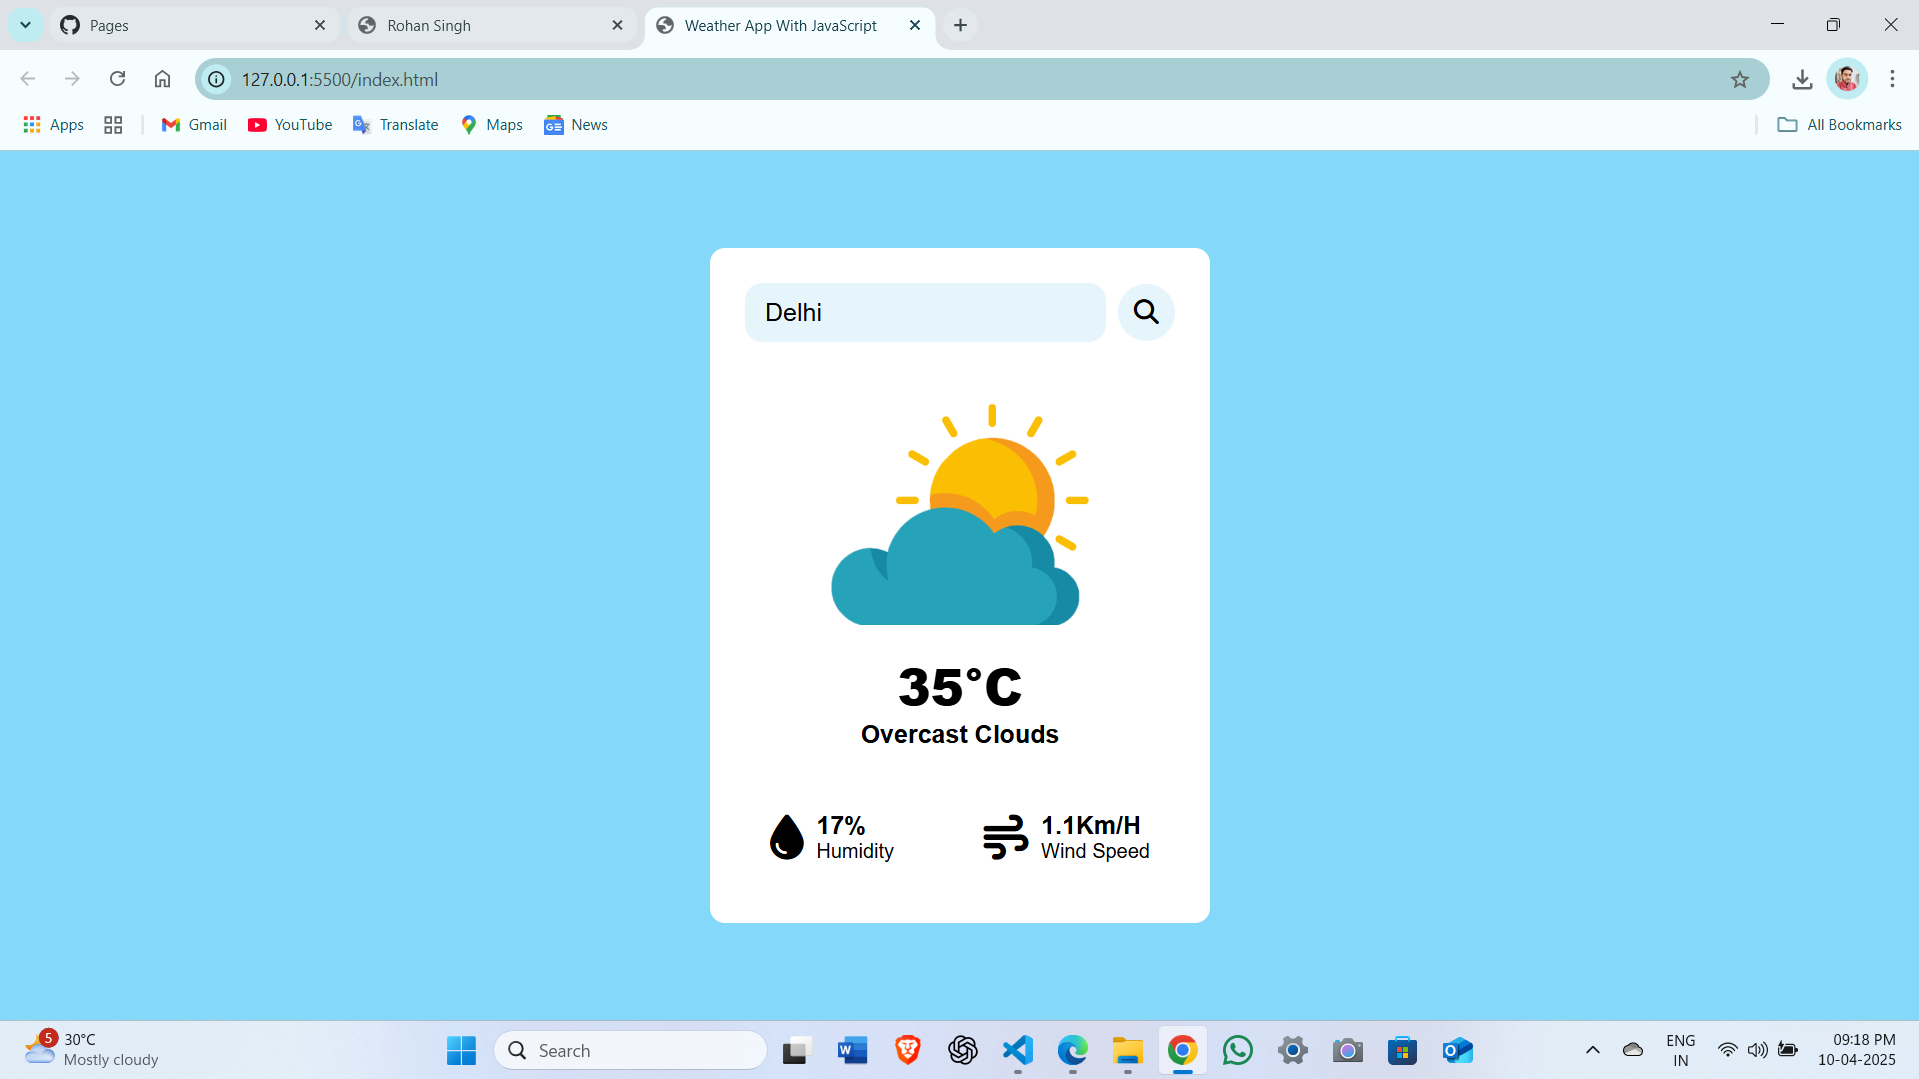 Pages
Rohan Singh
Weather App With JavaScript
127.0.0.1:5500/index.html
Apps
Gmail
YouTube
Translate
Maps
News
All Bookmarks
Delhi
35°C
Overcast Clouds
17%
Humidity
1.1Km/H
Wind Speed
5
30°C
Mostly cloudy
Search
ENG
IN
09:18 PM
10-04-2025